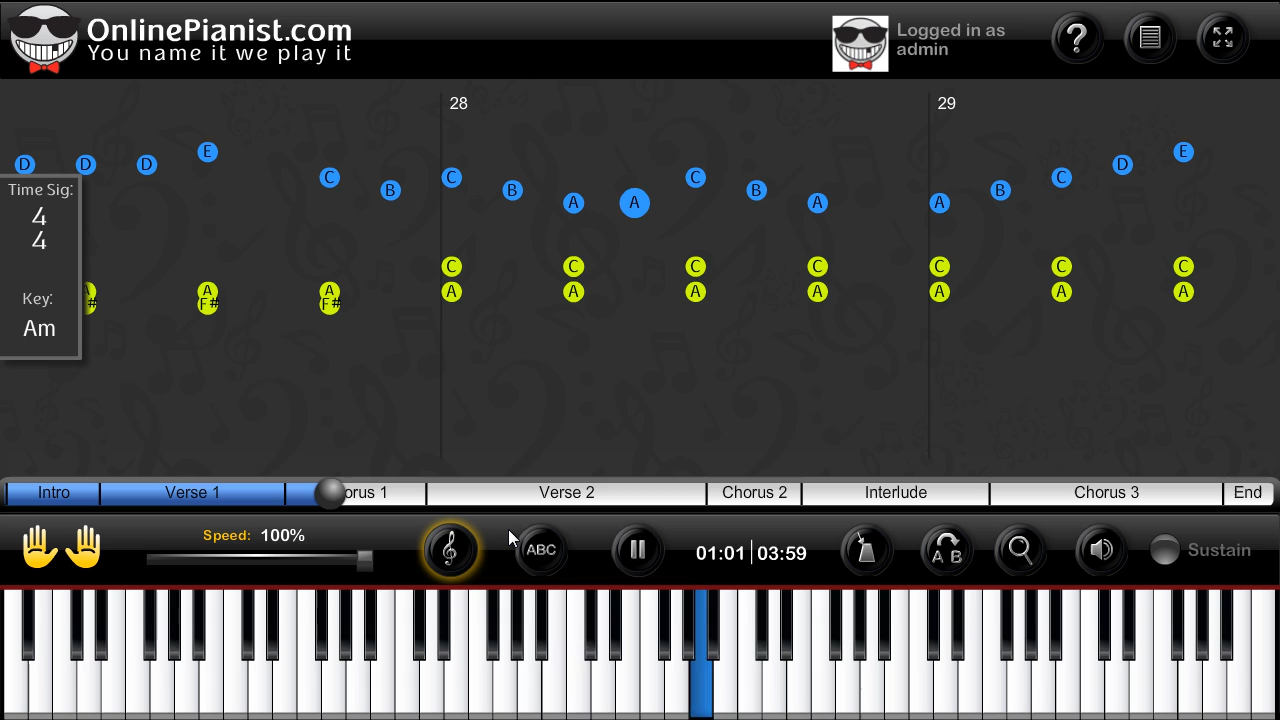 OnlinePianist.com
You name it we play it
Logged in as
admin
?
28 29
D D D E C B C B A A C B A A B C D E
Time Sig:
4
4
C C C C C C C
A A A A A A A A A
F# F#
Key:
Am
Intro Verse 1 orus 1 Verse 2 Chorus 2 Interlude Chorus 3 End
Speed: 100%
ABC
01:01 03:59
A B
Sustain